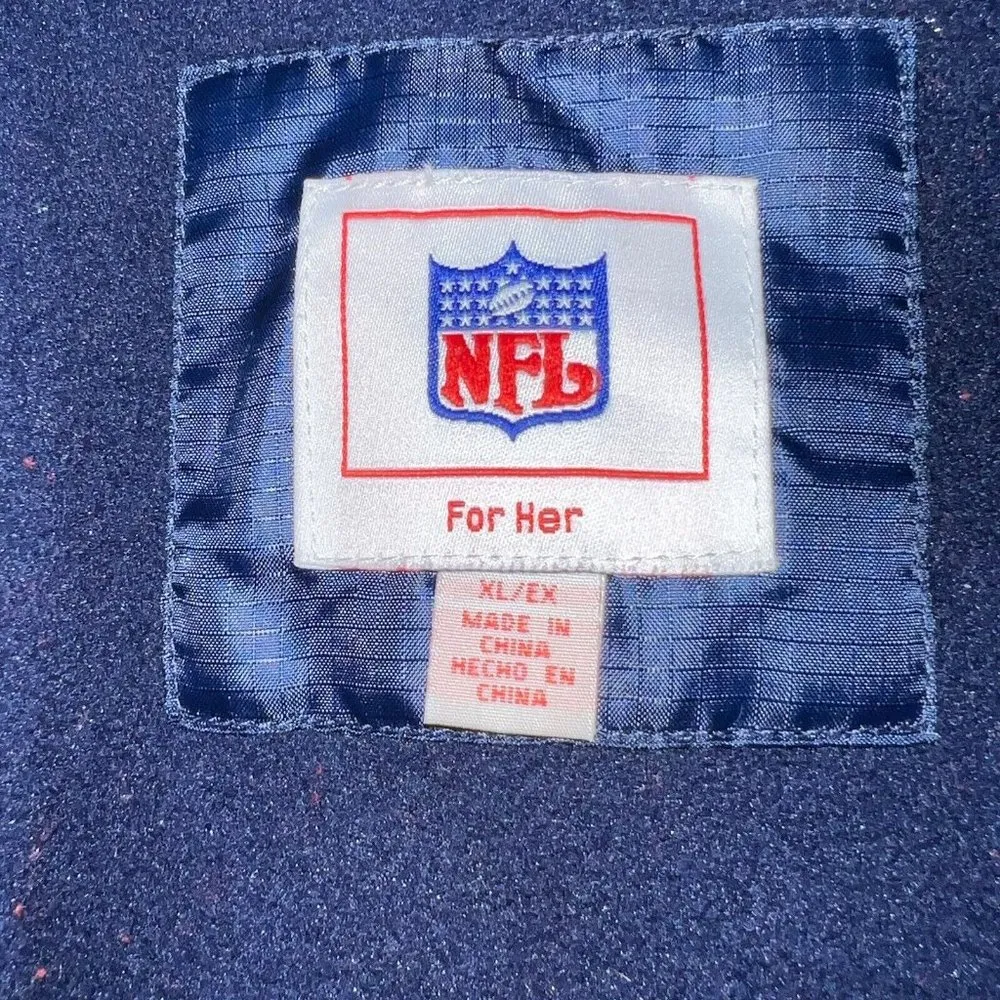 NFL
For Her
XL/EX
MADE IN
CHINA
HECHO EN
CHINA